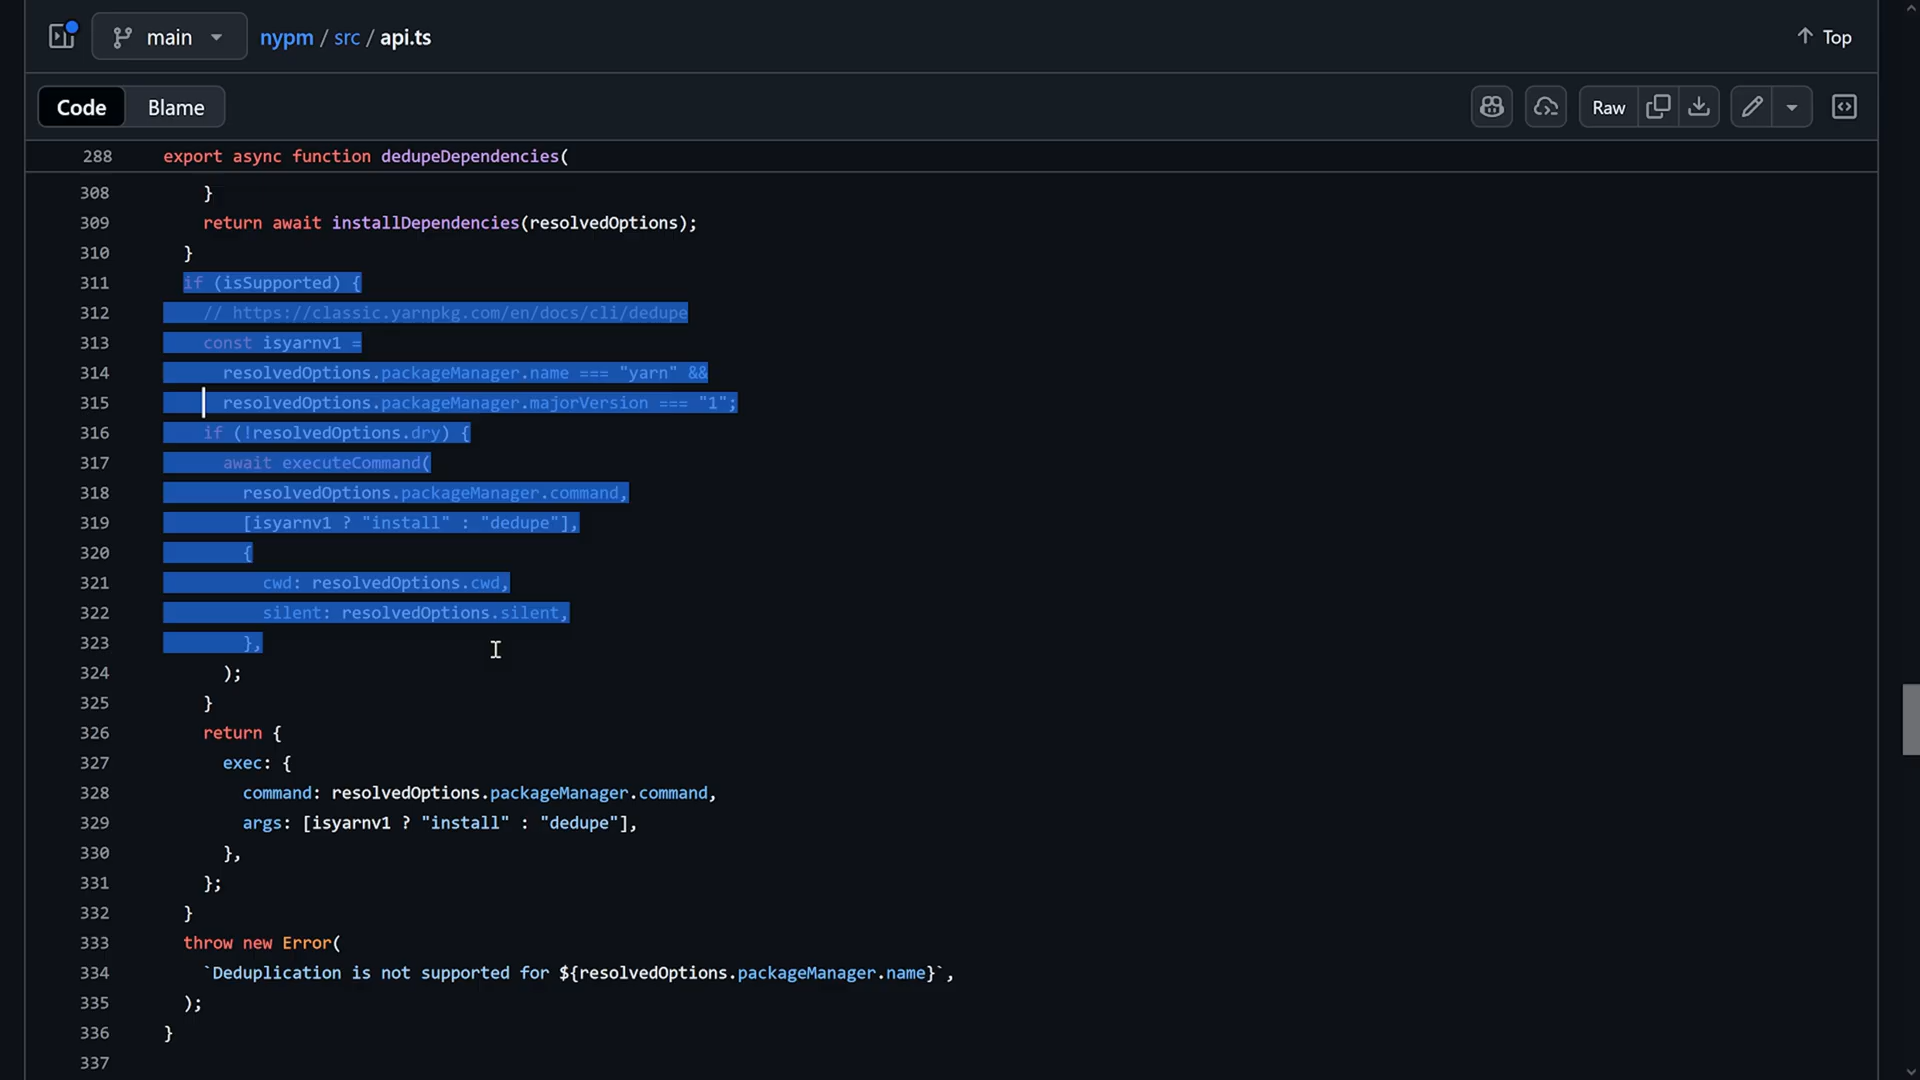 main nypm / src / api.ts Top
Code Blame Raw
288 export async function dedupeDependencies(
308 }
309 return await installDependencies(resolvedOptions);
310 }
311 if (isSupported) {
312 // https://classic.yarnpkg.com/en/docs/cli/dedupe
313 const isyarnv1 =
314 resolvedOptions.packageManager.name === "yarn" &&
315 resolvedOptions.packageManager.majorVersion === "1";
316 if (!resolvedOptions.dry) {
317 await executeCommand(
318 resolvedOptions.packageManager.command,
319 [isyarnv1 ? "install" : "dedupe"],
320 {
321 cwd: resolvedOptions.cwd,
322 silent: resolvedOptions.silent,
323 },
324 );
325 }
326 return {
327 exec: {
328 command: resolvedOptions.packageManager.command,
329 args: [isyarnv1 ? "install" : "dedupe"],
330 },
331 };
332 }
333 throw new Error(
334 `Deduplication is not supported for ${resolvedOptions.packageManager.name}`,
335 );
336 }
337